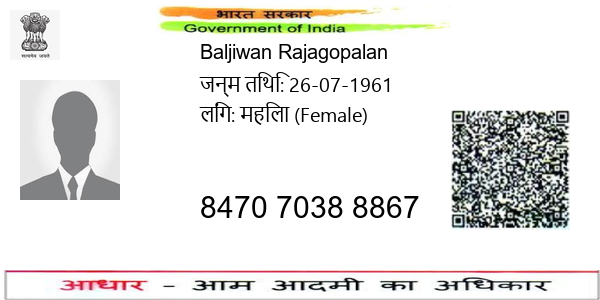 भारत सरकार
Government of India
सत्यमेव जयते
Baljiwan Rajagopalan
जन्म तिथि: 26-07-1961
लिंग: महिला (Female)
8470 7038 8867
आधार - आम आदमी का अधिकार